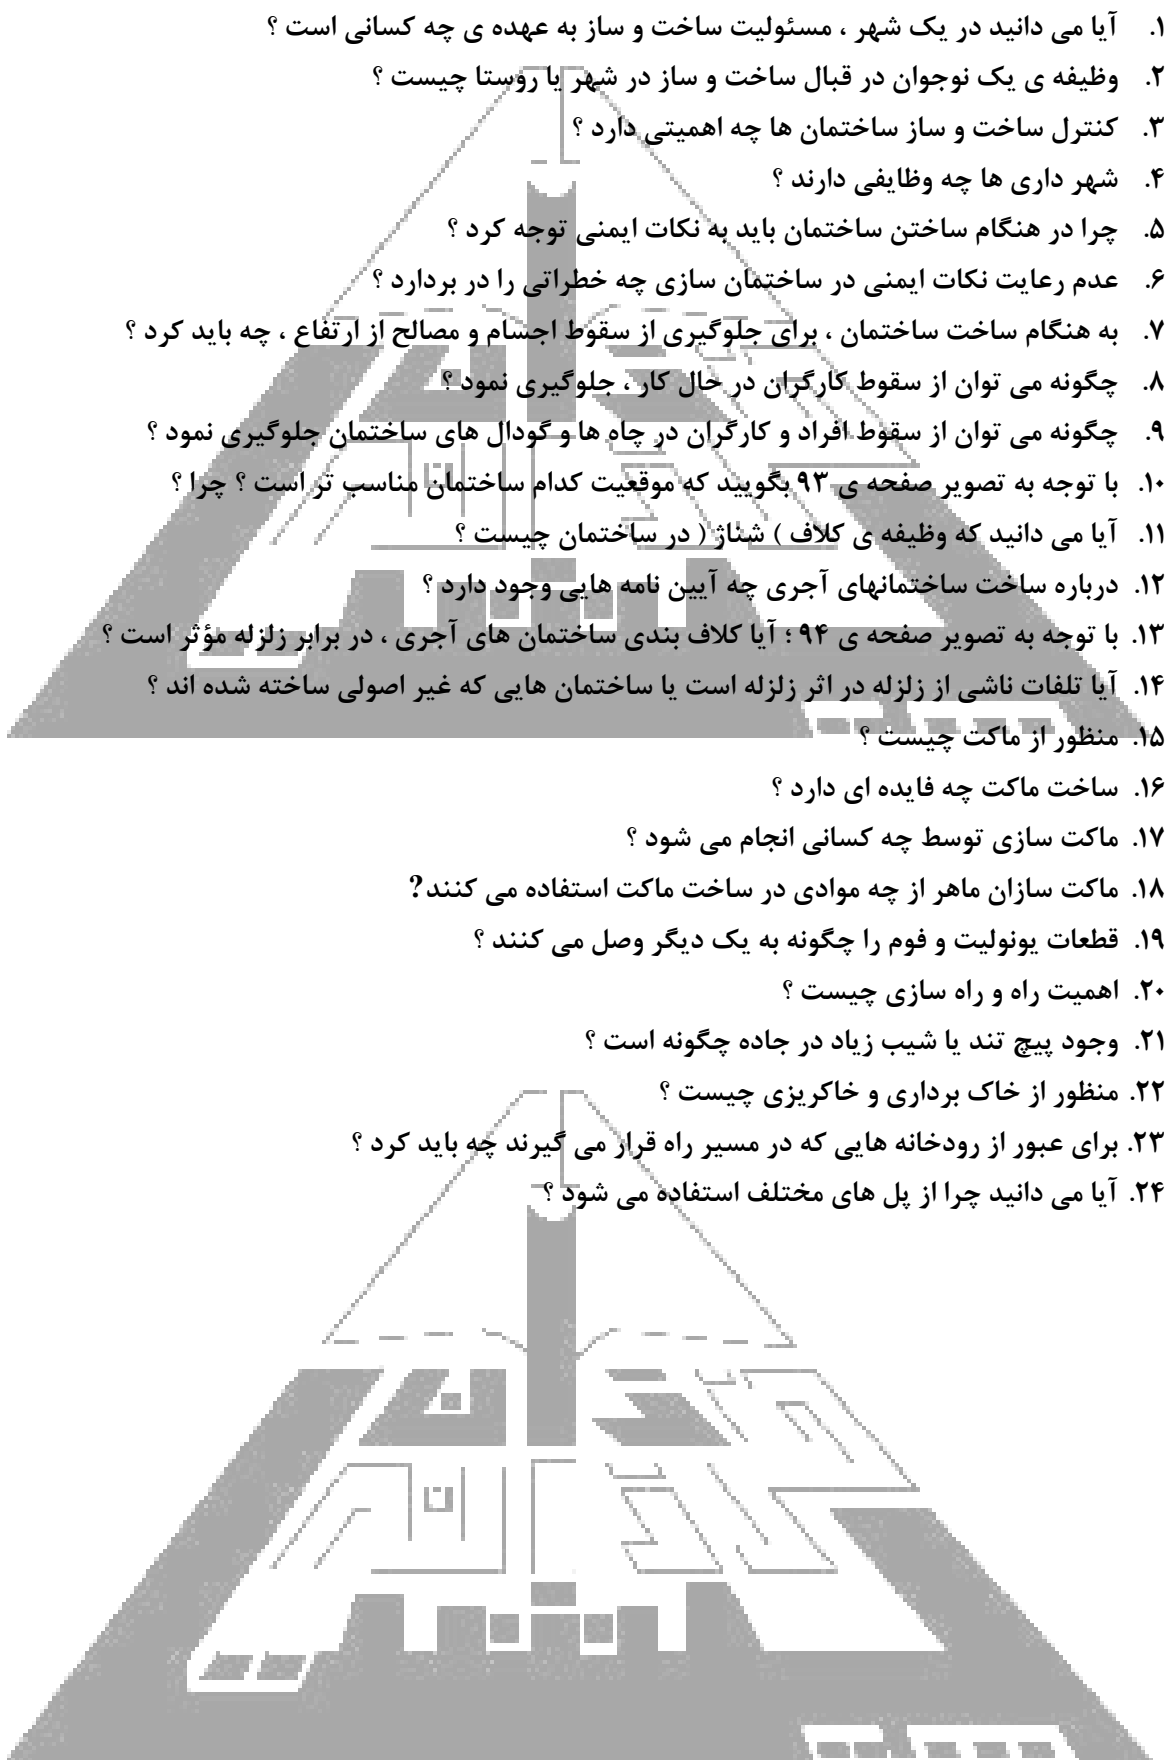 ۱. آیا می دانید در یک شهر ، مسئولیت ساخت و ساز به عهده ی چه کسانی است ؟
۲. وظیفه ی یک نوجوان در قبال ساخت و ساز در شهر یا روستا چیست ؟
۳. کنترل ساخت و ساز ساختمان ها چه اهمیتی دارد ؟
۴. شهر داری ها چه وظایفی دارند ؟
۵. چرا در هنگام ساختن ساختمان باید به نکات ایمنی توجه کرد ؟
۶. عدم رعایت نکات ایمنی در ساختمان سازی چه خطراتی را در بردارد ؟
۷. به هنگام ساخت ساختمان ، برای جلوگیری از سقوط اجسام و مصالح از ارتفاع ، چه باید کرد ؟
۸. چگونه می توان از سقوط کارگران در حال کار ، جلوگیری نمود ؟
۹. چگونه می توان از سقوط افراد و کارگران در چاه ها و گودال های ساختمان جلوگیری نمود ؟
۱۰. با توجه به تصویر صفحه ی ۹۳ بگویید که موقعیت کدام ساختمان مناسب تر است ؟ چرا ؟
۱۱. آیا می دانید که وظیفه ی کلاف ) شناژ ( در ساختمان چیست ؟
۱۲. درباره ساخت ساختمانهای آجری چه آیین نامه هایی وجود دارد ؟
۱۳. با توجه به تصویر صفحه ی ۹۴ ؛ آیا کلاف بندی ساختمان های آجری ، در برابر زلزله مؤثر است ؟
۱۴. آیا تلفات ناشی از زلزله در اثر زلزله است یا ساختمان هایی که غیر اصولی ساخته شده اند ؟
۱۵. منظور از ماکت چیست ؟
۱۶. ساخت ماکت چه فایده ای دارد ؟
۱۷. ماکت سازی توسط چه کسانی انجام می شود ؟
۱۸. ماکت سازان ماهر از چه موادی در ساخت ماکت استفاده می کنند?
۱۹. قطعات یونولیت و فوم را چگونه به یک دیگر وصل می کنند ؟
۲۰. اهمیت راه و راه سازی چیست ؟
۲۱. وجود پیچ تند یا شیب زیاد در جاده چگونه است ؟
۲۲. منظور از خاک برداری و خاکریزی چیست ؟
۲۳. برای عبور از رودخانه هایی که در مسیر راه قرار می گیرند چه باید کرد ؟
۲۴. آیا می دانید چرا از پل های مختلف استفاده می شود ؟